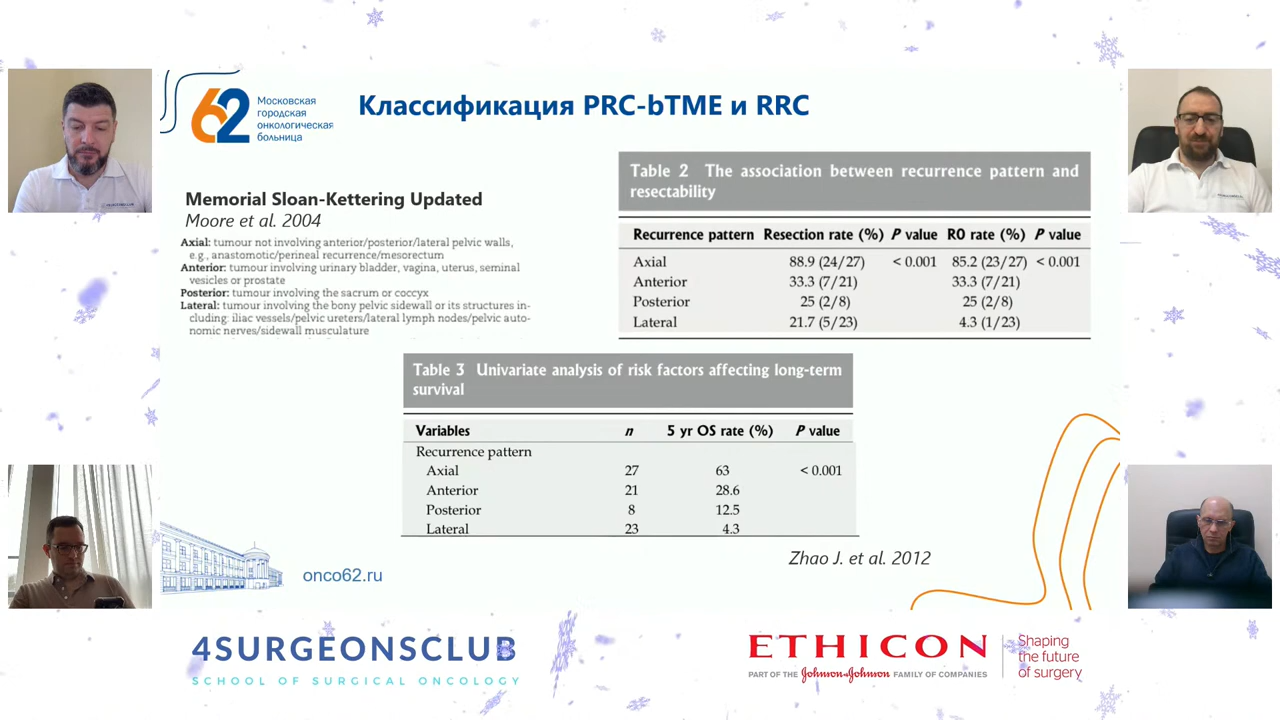 62
Московская
городская
онкологическая
больница
Классификация PRC-bTME и RRC
Memorial Sloan-Kettering Updated
Moore et al. 2004
Axial: tumour not involving anterior/posterior/lateral pelvic walls,
e.g., anastomotic/perineal recurrence/mesorectum
Anterior: tumour involving urinary bladder, vagina, uterus, seminal
vesicles or prostate
Posterior: tumour involving the sacrum or coccyx
Lateral: tumour involving the bony pelvic sidewall or its structures in-
cluding: iliac vessels/pelvic ureters/lateral lymph nodes/pelvic auto-
nomic nerves/sidewall musculature
Table 2 The association between recurrence pattern and
resectability
Recurrence pattern Resection rate (%) P value R0 rate (%) P value
Axial 88.9 (24/27) < 0.001 85.2 (23/27) < 0.001
Anterior 33.3 (7/21) 33.3 (7/21)
Posterior 25 (2/8) 25 (2/8)
Lateral 21.7 (5/23) 4.3 (1/23)
Table 3 Univariate analysis of risk factors affecting long-term
survival
Variables n 5 yr OS rate (%) P value
Recurrence pattern
Axial 27 63 < 0.001
Anterior 21 28.6
Posterior 8 12.5
Lateral 23 4.3
Zhao J. et al. 2012
onco62.ru
4SURGEONSCLUB
SCHOOL OF SURGICAL ONCOLOGY
ETHICON
PART OF THE Johnson & Johnson FAMILY OF COMPANIES
Shaping
the future
of surgery